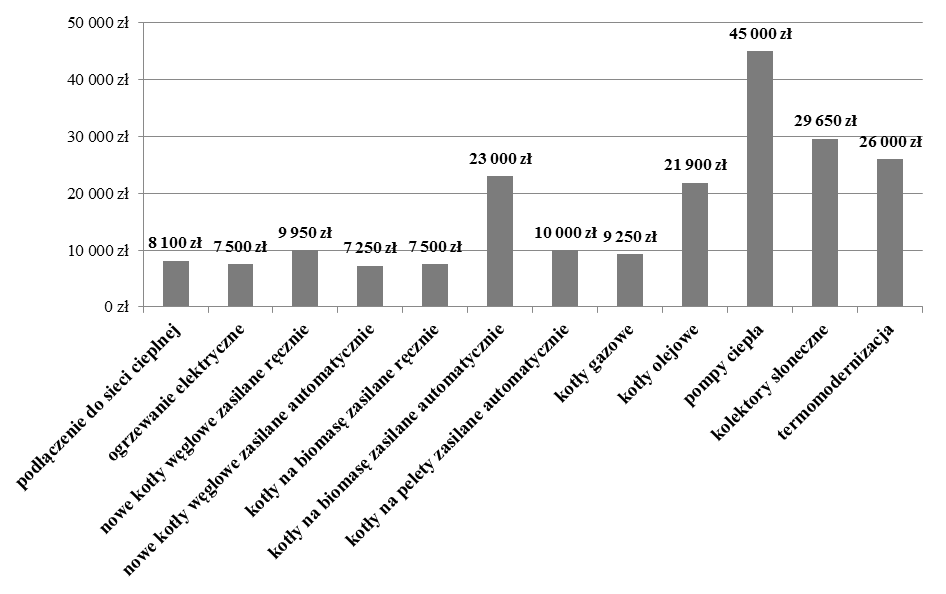 50 000 zł
40 000 zł
30 000 zł
20 000 zł
10 000 zł
0 zł
8 100 zł
7 500 zł
9 950 zł
7 250 zł
7 500 zł
23 000 zł
10 000 zł
9 250 zł
21 900 zł
45 000 zł
29 650 zł
26 000 zł
podłączenie do sieci cieplnej
ogrzewanie elektryczne
nowe kotły węglowe zasilane ręcznie
nowe kotły węglowe zasilane automatycznie
kotły na biomasę zasilane ręcznie
kotły na biomasę zasilane automatycznie
kotły na pelety zasilane automatycznie
kotły gazowe
kotły olejowe
pompy ciepła
kolektory słoneczne
termomodernizacja